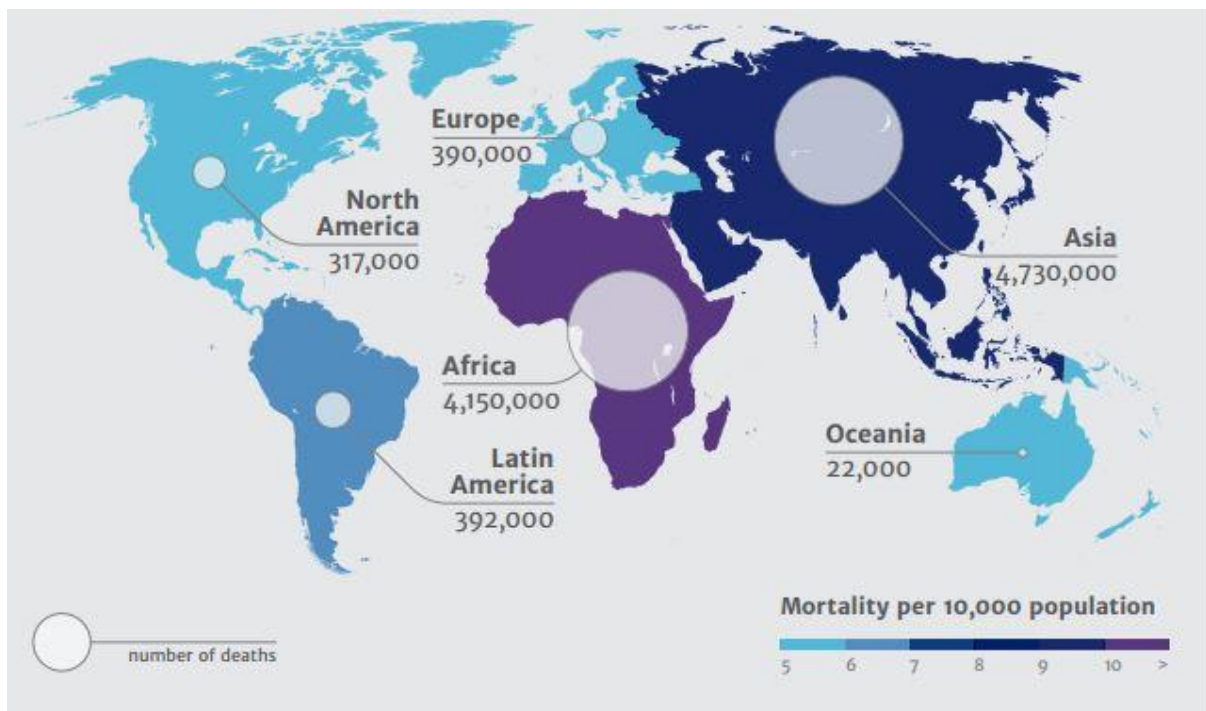 Europe
390,000
North
America
317,000
Asia
4,730,000
Africa
4,150,000
Oceania
22,000
Latin
America
392,000
Mortality per 10,000 population
5 6 7 8 9 10 >
number of deaths